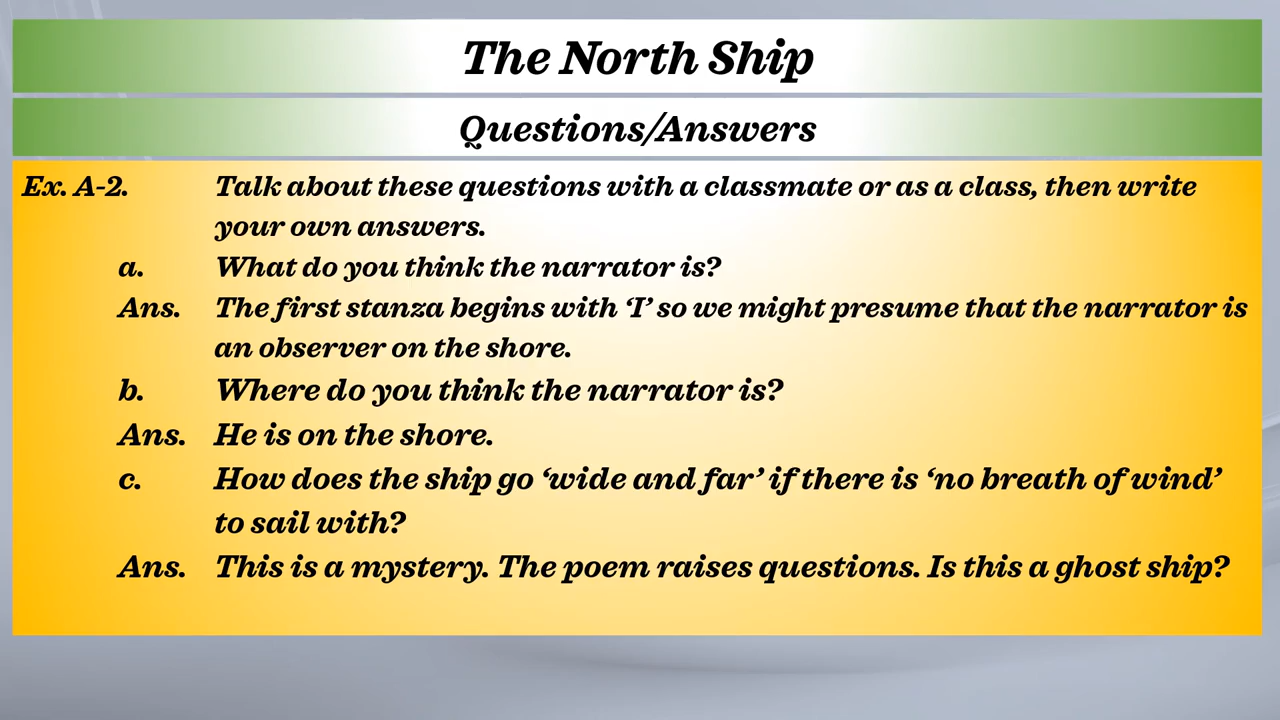 The North Ship
Questions/Answers
Ex. A-2. Talk about these questions with a classmate or as a class, then write
your own answers.
a. What do you think the narrator is?
Ans. The first stanza begins with ‘I’ so we might presume that the narrator is
an observer on the shore.
b. Where do you think the narrator is?
Ans. He is on the shore.
c. How does the ship go ‘wide and far’ if there is ‘no breath of wind’
to sail with?
Ans. This is a mystery. The poem raises questions. Is this a ghost ship?